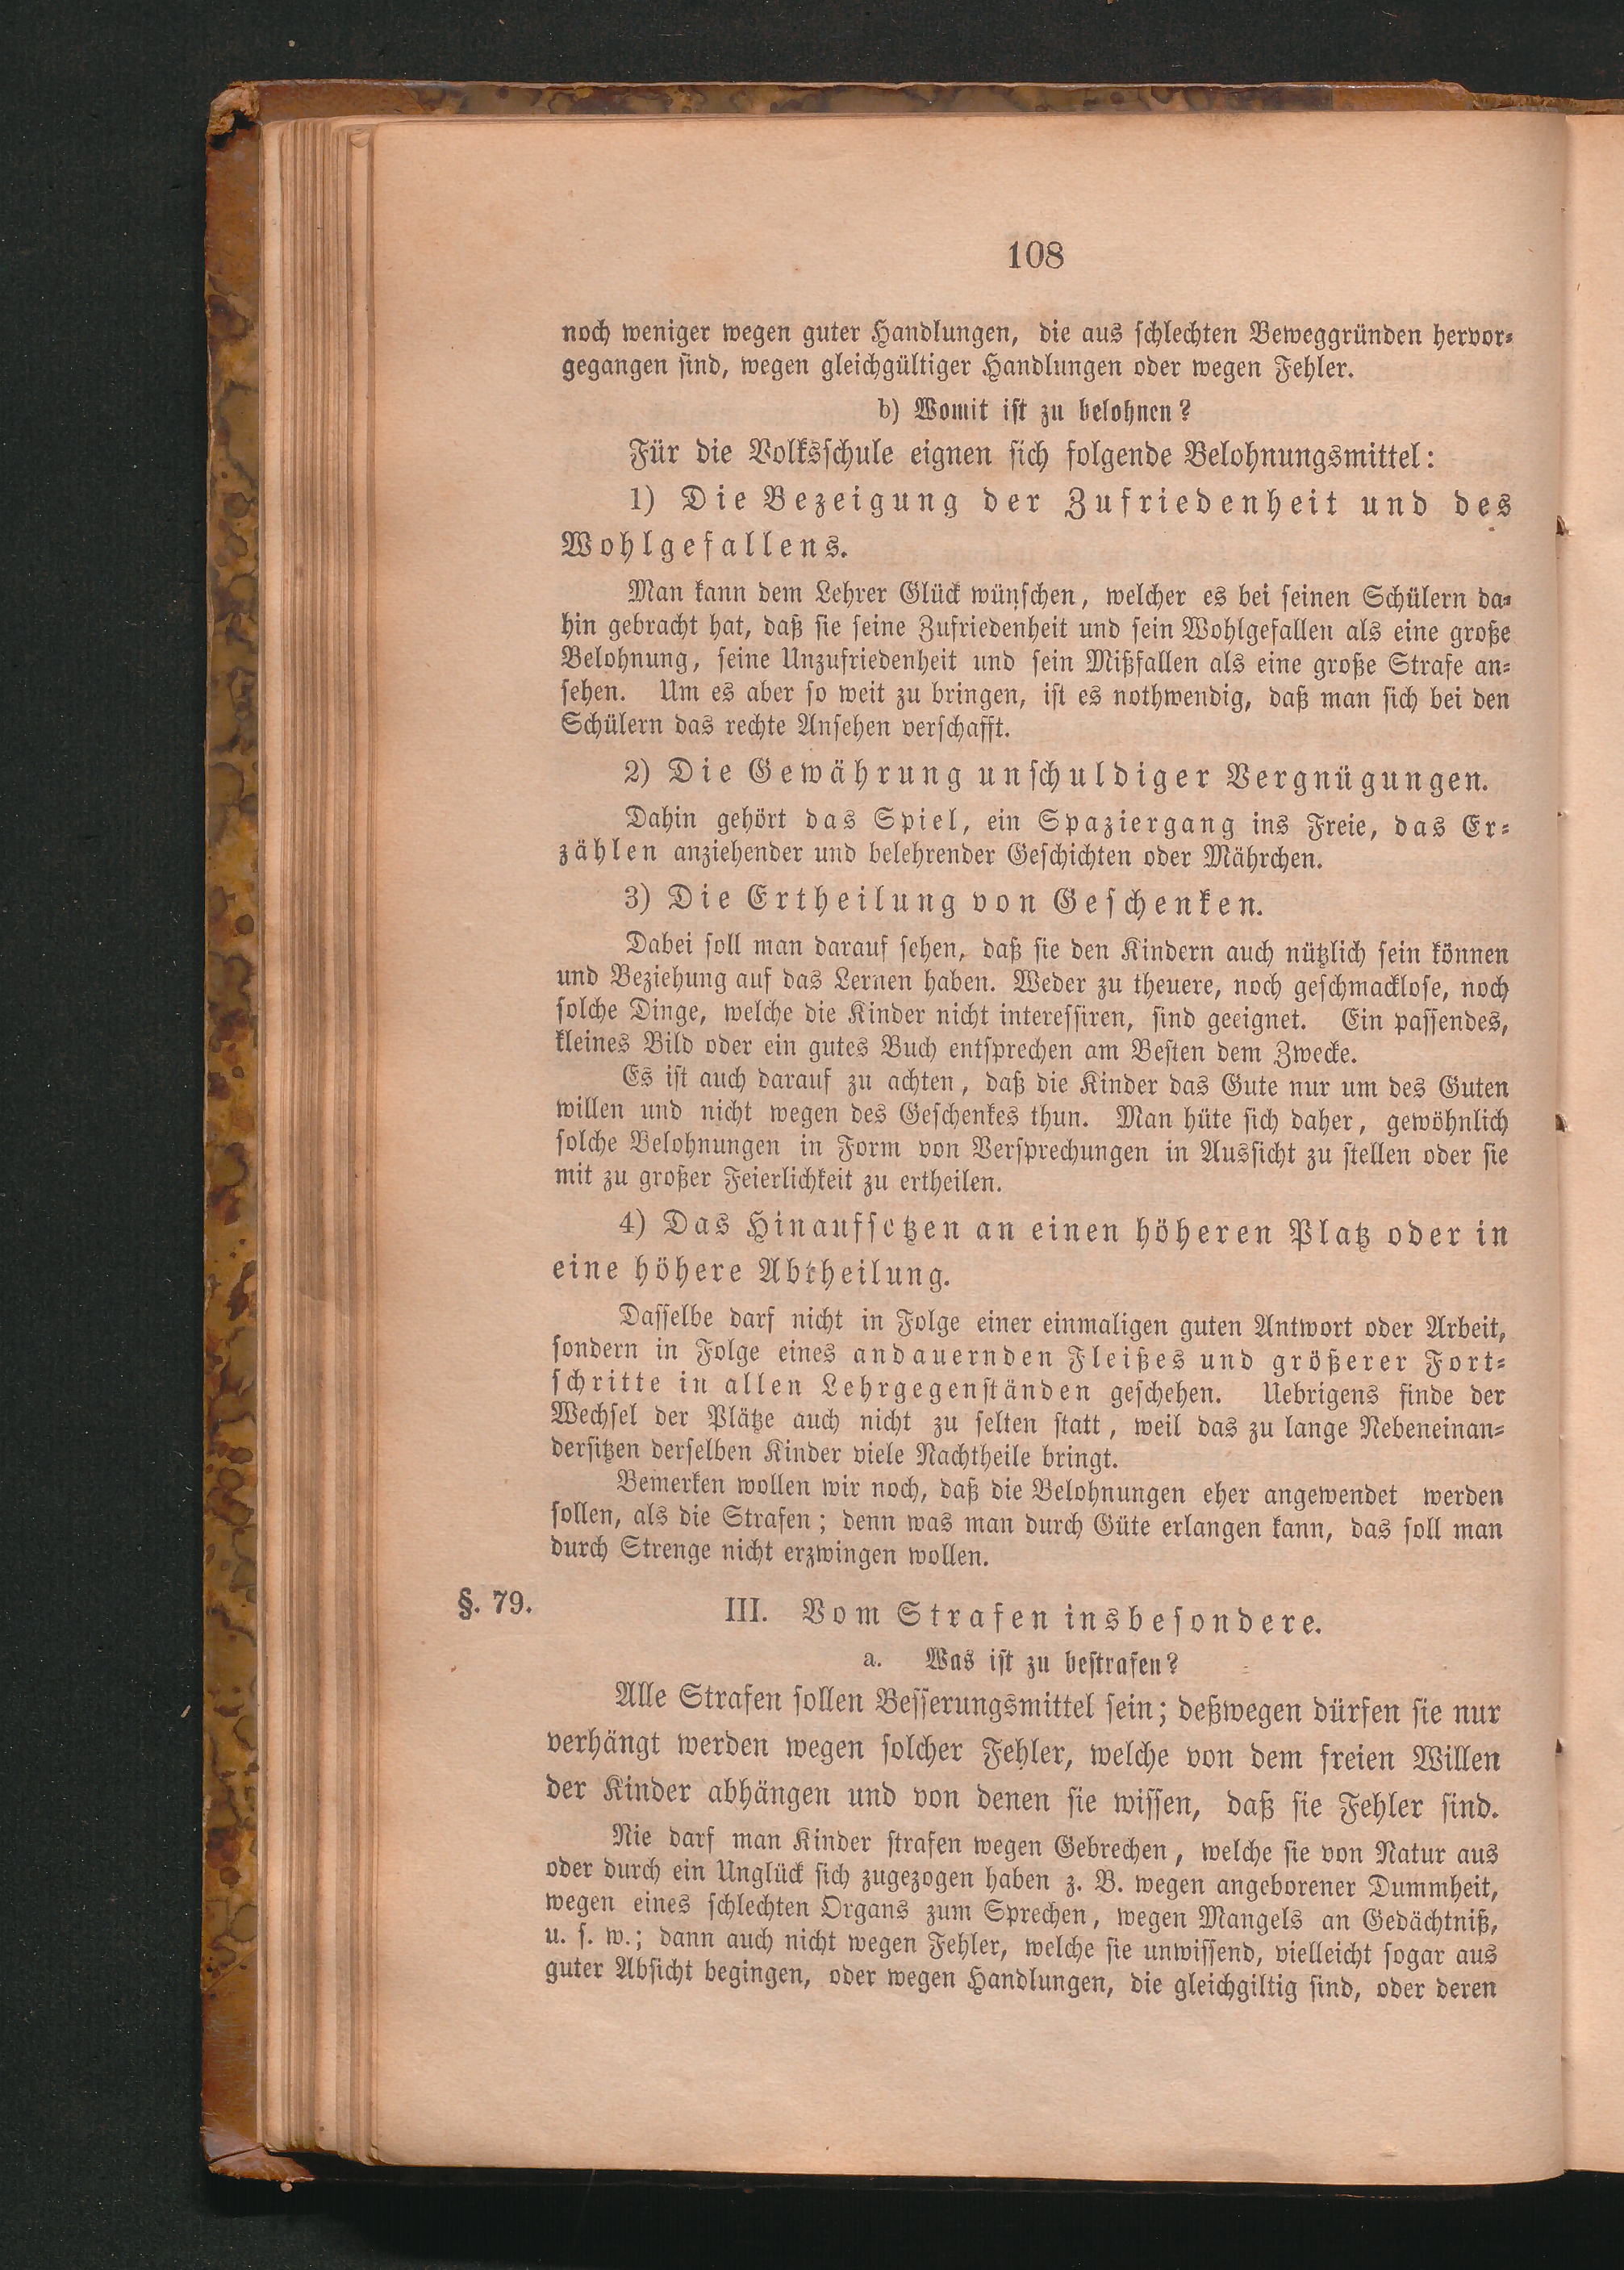 108
noch weniger wegen guter Handlungen, die aus schlechten Beweggründen hervor-
gegangen sind, wegen gleichgültiger Handlungen oder wegen Fehler.
b) Womit ist zu belohnen?
Für die Volksschule eignen sich folgende Belohnungsmittel:
1) Die Bezeigung der Zufriedenheit und des
Wohlgefallens.
Man kann dem Lehrer Glück wünschen, welcher es bei seinen Schülern da-
hin gebracht hat, daß sie seine Zufriedenheit und sein Wohlgefallen als eine große
Belohnung, seine Unzufriedenheit und sein Mißfallen als eine große Strafe an-
sehen. Um es aber so weit zu bringen, ist es nothwendig, daß man sich bei den
Schülern das rechte Ansehen verschafft.
2) Die Gewährung unschuldiger Vergnügungen.
Dahin gehört das Spiel, ein Spaziergang ins Freie, das Er-
zählen anziehender und belehrender Geschichten oder Mährchen.
3) Die Ertheilung von Geschenken.
Dabei soll man darauf sehen, daß sie den Kindern auch nützlich sein können
und Beziehung auf das Lernen haben. Weder zu theuere, noch geschmacklose, noch
solche Dinge, welche die Kinder nicht interessiren, sind geeignet. Ein passendes,
kleines Bild oder ein gutes Buch entsprechen am Besten dem Zwecke.
Es ist auch darauf zu achten, daß die Kinder das Gute nur um des Guten
willen und nicht wegen des Geschenkes thun. Man hüte sich daher, gewöhnlich
solche Belohnungen in Form von Versprechungen in Aussicht zu stellen oder sie
mit zu großer Feierlichkeit zu ertheilen.
4) Das Hinaufsetzen an einen höheren Platz oder in
eine höhere Abtheilung.
Dasselbe darf nicht in Folge einer einmaligen guten Antwort oder Arbeit,
sondern in Folge eines andauernden Fleißes und größerer Fort-
schritte in allen Lehrgegenständen geschehen. Uebrigens finde der
Wechsel der Plätze auch nicht zu selten statt, weil das zu lange Nebeneinan-
dersitzen derselben Kinder viele Nachtheile bringt.
Bemerken wollen wir noch, daß die Belohnungen eher angewendet werden
sollen, als die Strafen; denn was man durch Güte erlangen kann, das soll man
durch Strenge nicht erzwingen wollen.
§. 79. III. Vom Strafen insbesondere.
a. Was ist zu bestrafen?
Alle Strafen sollen Besserungsmittel sein; deßwegen dürfen sie nur
verhängt werden wegen solcher Fehler, welche von dem freien Willen
der Kinder abhängen und von denen sie wissen, daß sie Fehler sind.
Nie darf man Kinder strafen wegen Gebrechen, welche sie von Natur aus
oder durch ein Unglück sich zugezogen haben z. B. wegen angeborener Dummheit,
wegen eines schlechten Organs zum Sprechen, wegen Mangels an Gedächtniß,
u. s. w.; dann auch nicht wegen Fehler, welche sie unwissend, vielleicht sogar aus
guter Absicht begingen, oder wegen Handlungen, die gleichgiltig sind, oder deren